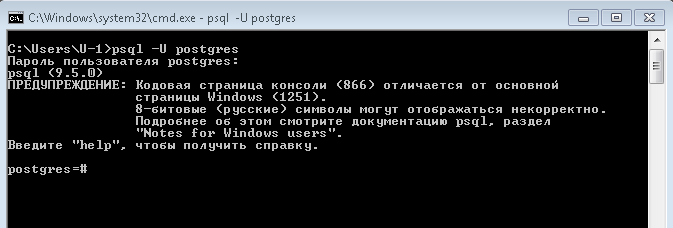 C:\Windows\system32\cmd.exe - psql -U postgres
C:\Users\U-1>psql -U postgres
Пароль пользователя postgres:
psql (9.5.0)
ПРЕДУПРЕЖДЕНИЕ: Кодовая страница консоли (866) отличается от основной
страницы Windows (1251).
8-битовые (русские) символы могут отображаться некорректно.
Подробнее об этом смотрите документацию psql, раздел
"Notes for Windows users".
Введите "help", чтобы получить справку.
postgres=#